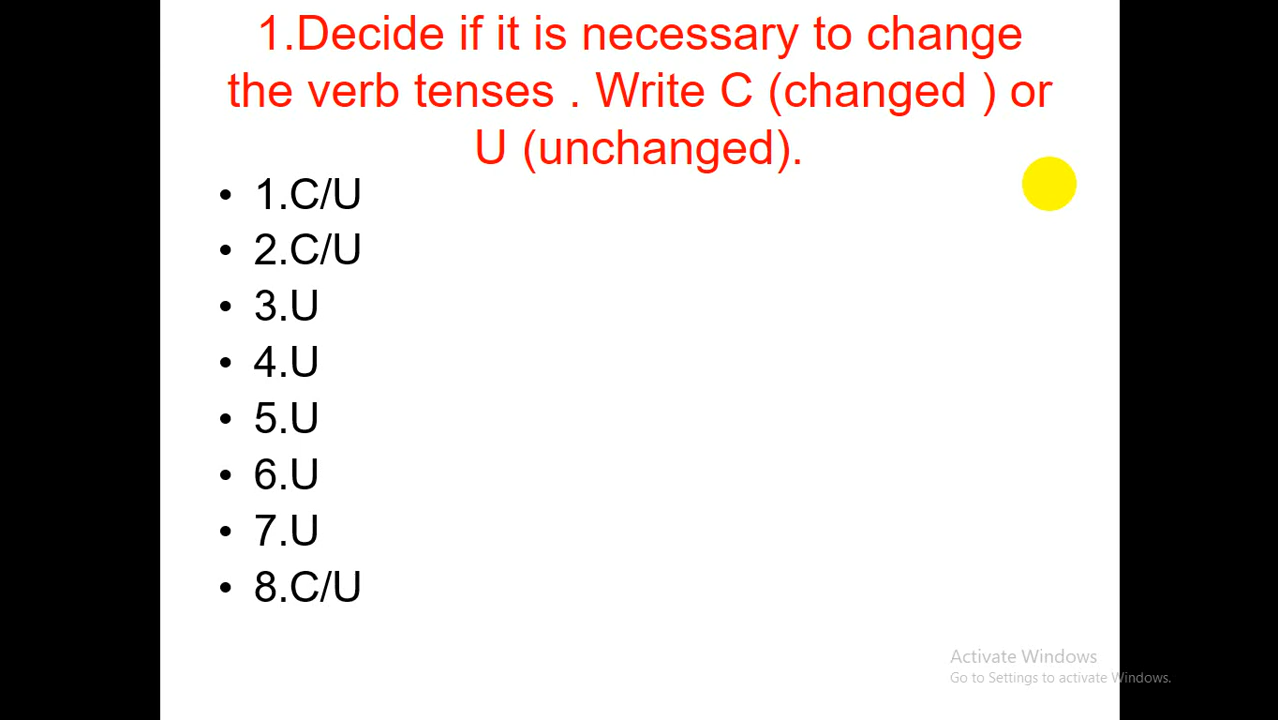 1.Decide if it is necessary to change
the verb tenses . Write C (changed ) or
U (unchanged).
• 1.C/U
• 2.C/U
• 3.U
• 4.U
• 5.U
• 6.U
• 7.U
• 8.C/U
Activate Windows
Go to Settings to activate Windows.